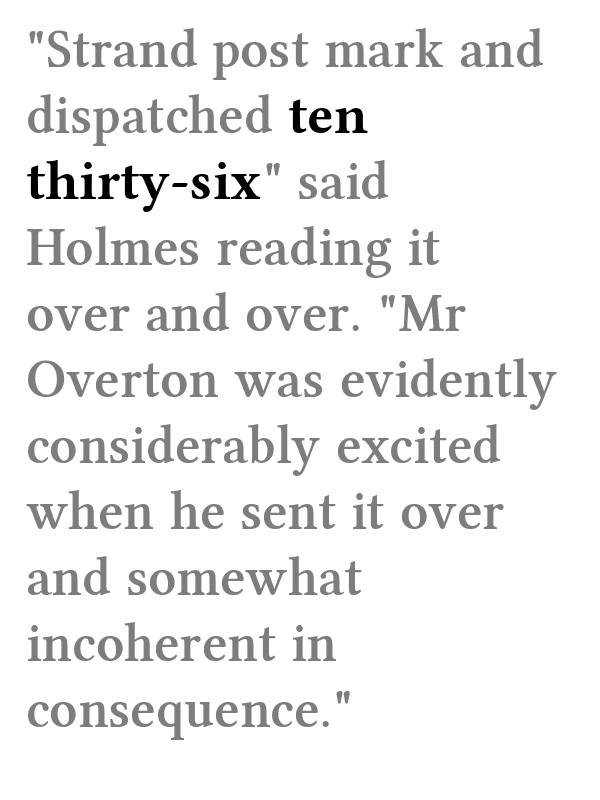 "Strand post mark and
dispatched ten
thirty-six" said
Holmes reading it
over and over. "Mr
Overton was evidently
considerably excited
when he sent it over
and somewhat
incoherent in
consequence."